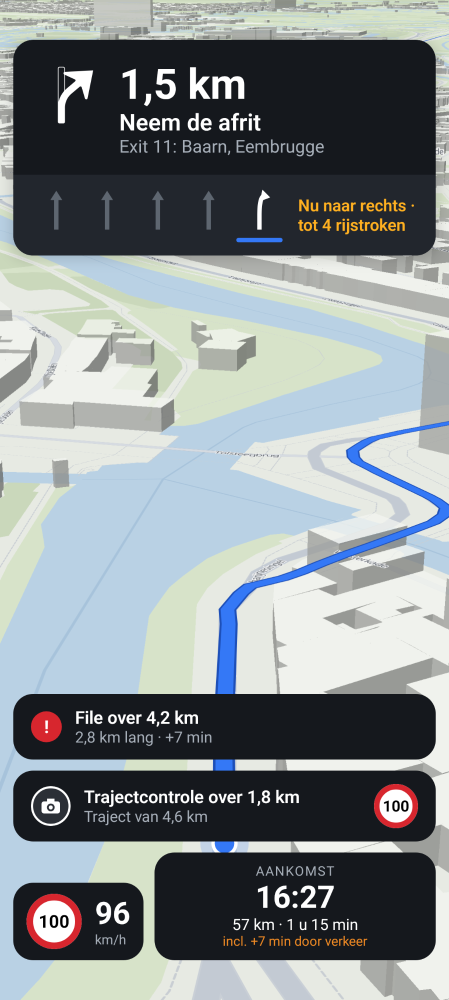 1,5 km
Neem de afrit
Exit 11: Baarn, Eembrugge
Nu naar rechts ·
tot 4 rijstroken
!
File over 4,2 km
2,8 km lang · +7 min
Trajectcontrole over 1,8 km
Traject van 4,6 km
100
AANKOMST
16:27
57 km · 1 u 15 min
incl. +7 min door verkeer
100
96
km/h